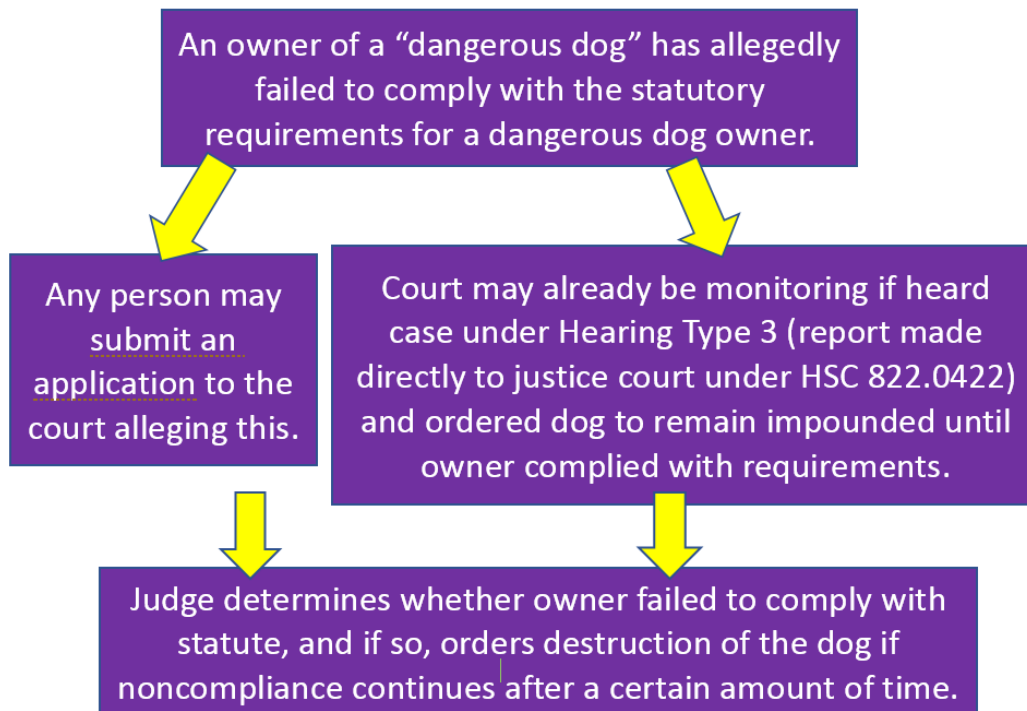 An owner of a “dangerous dog” has allegedly
failed to comply with the statutory
requirements for a dangerous dog owner.
Any person may
submit an
application to the
court alleging this.
Court may already be monitoring if heard
case under Hearing Type 3 (report made
directly to justice court under HSC 822.0422)
and ordered dog to remain impounded until
owner complied with requirements.
Judge determines whether owner failed to comply with
statute, and if so, orders destruction of the dog if
noncompliance continues after a certain amount of time.